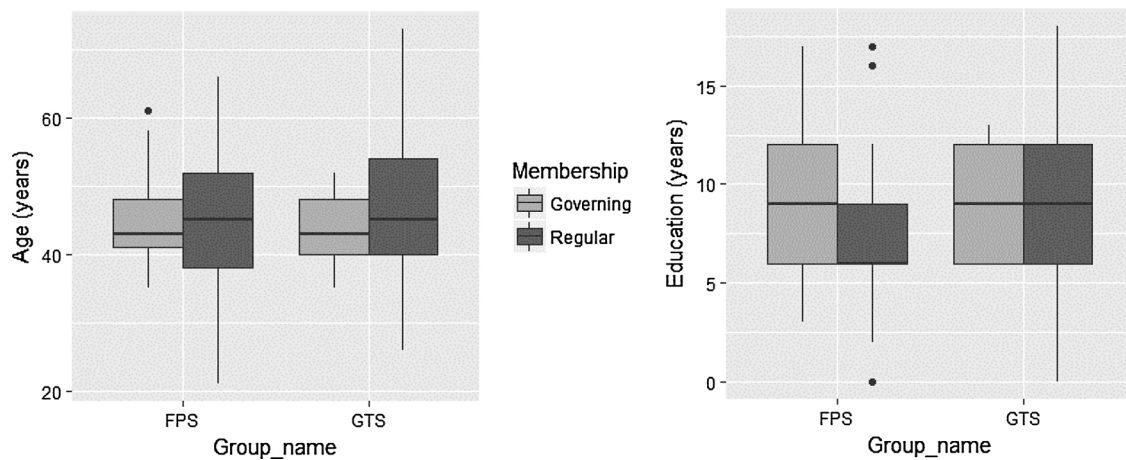 Age (years)
60
40
20
FPS
GTS
Group_name
Membership
Governing
Regular
Education (years)
15
10
5
0
FPS
GTS
Group_name